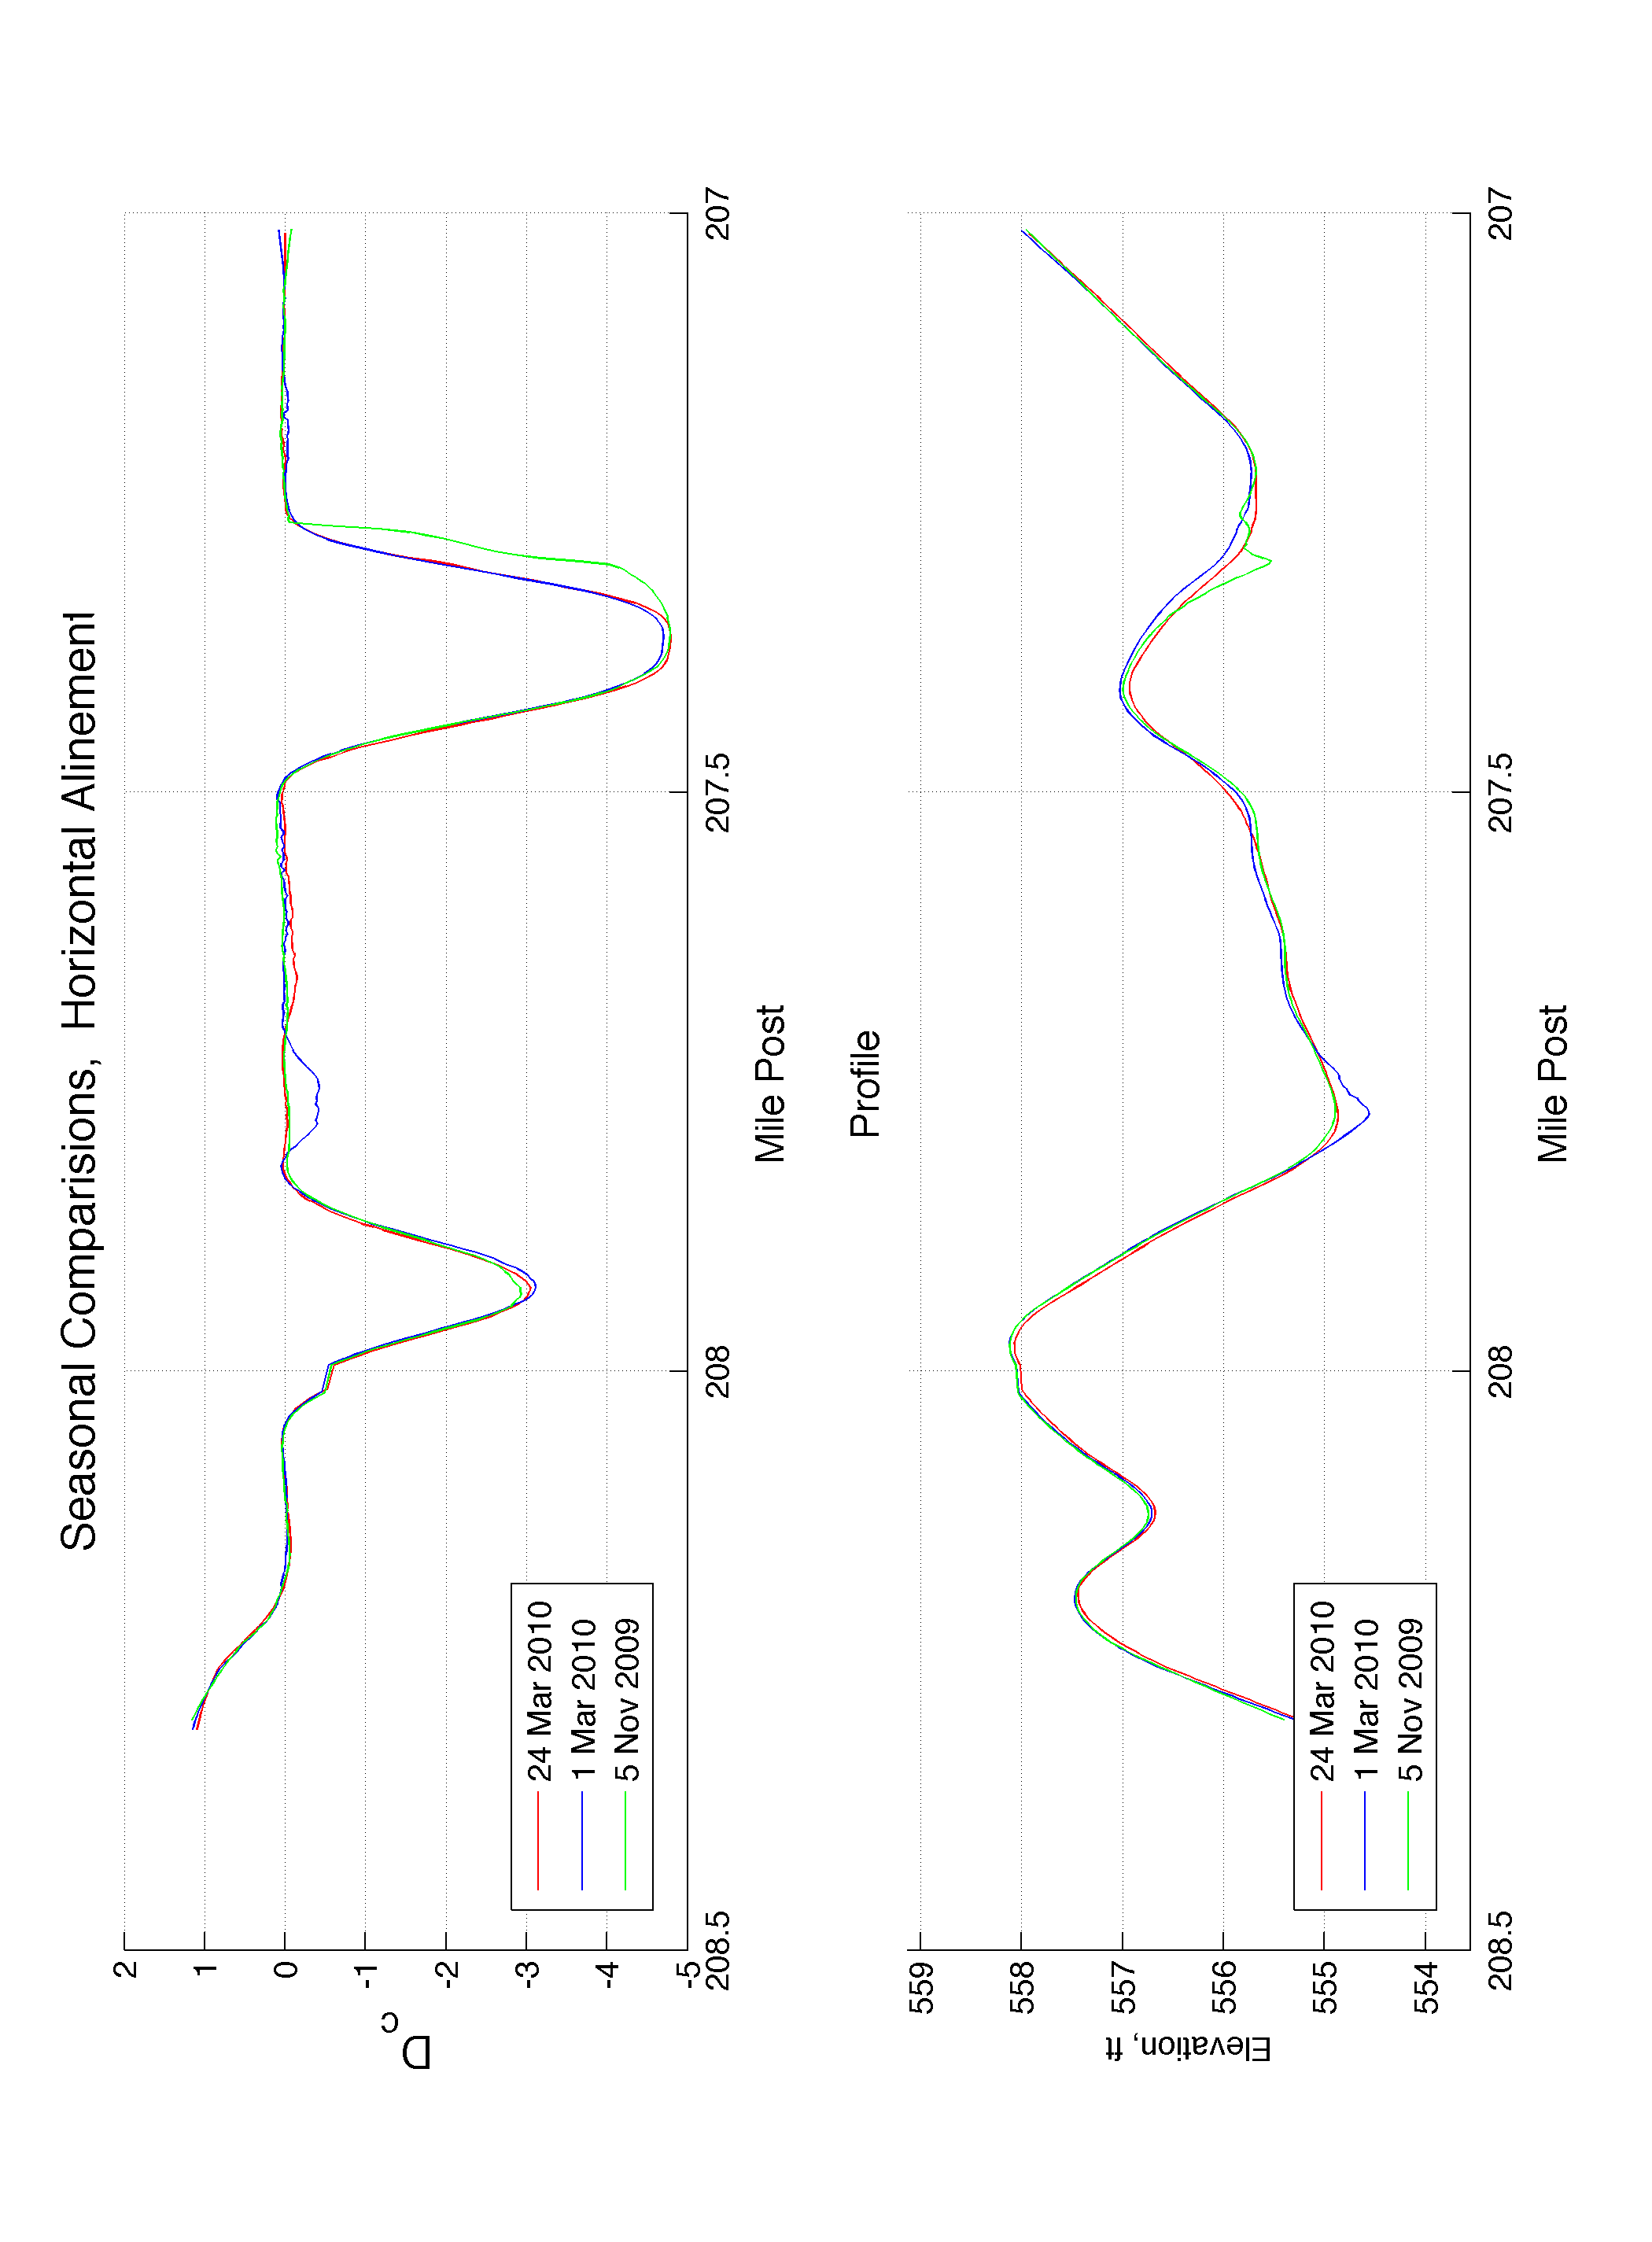 Seasonal Comparisions, Horizontal Alinement
2
1
0
-1
-2
-3
-4
-5
Dc
208.5
208
207.5
207
Mile Post
24 Mar 2010
1 Mar 2010
5 Nov 2009
Profile
559
558
557
556
555
554
Elevation, ft
208.5
208
207.5
207
Mile Post
24 Mar 2010
1 Mar 2010
5 Nov 2009